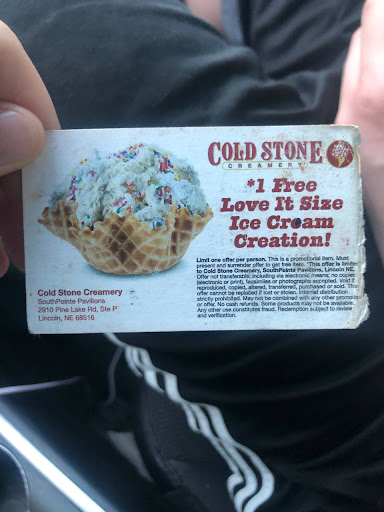 COLD STONE
CREAMERY
*1 Free
Love It Size
Ice Cream
Creation!
Limit one offer per person. This is a promotional item. Must
present and surrender offer to get free item. *This offer is limited
to Cold Stone Creamery, SouthPointe Pavilions, Lincoln NE.
Offer not transferable, including via electronic means; no copies
(electronic or print), facsimiles or photographs accepted. Void if
reproduced, copied, altered, transferred, purchased or sold. This
offer cannot be replaced if lost or stolen. Internet distribution
strictly prohibited. May not be combined with any other promotion
or offer. No cash refunds. Some products may not be available.
Any other use constitutes fraud. Redemption subject to review
and verification.
Cold Stone Creamery
SouthPointe Pavilions
2910 Pine Lake Rd, Ste P
Lincoln, NE 68516